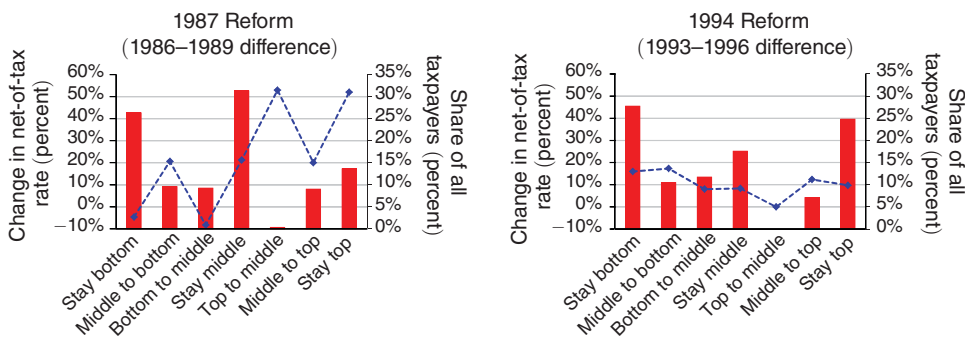 1987 Reform
(1986–1989 difference)
Change in net-of-tax
rate (percent)
60%
50%
40%
30%
20%
10%
0%
−10%
35%
30%
25%
20%
15%
10%
5%
0%
Share of all
taxpayers (percent)
Stay bottom
Middle to bottom
Bottom to middle
Stay middle
Top to middle
Middle to top
Stay top
1994 Reform
(1993–1996 difference)
Change in net-of-tax
rate (percent)
60%
50%
40%
30%
20%
10%
0%
−10%
35%
30%
25%
20%
15%
10%
5%
0%
Share of all
taxpayers (percent)
Stay bottom
Middle to bottom
Bottom to middle
Stay middle
Top to middle
Middle to top
Stay top